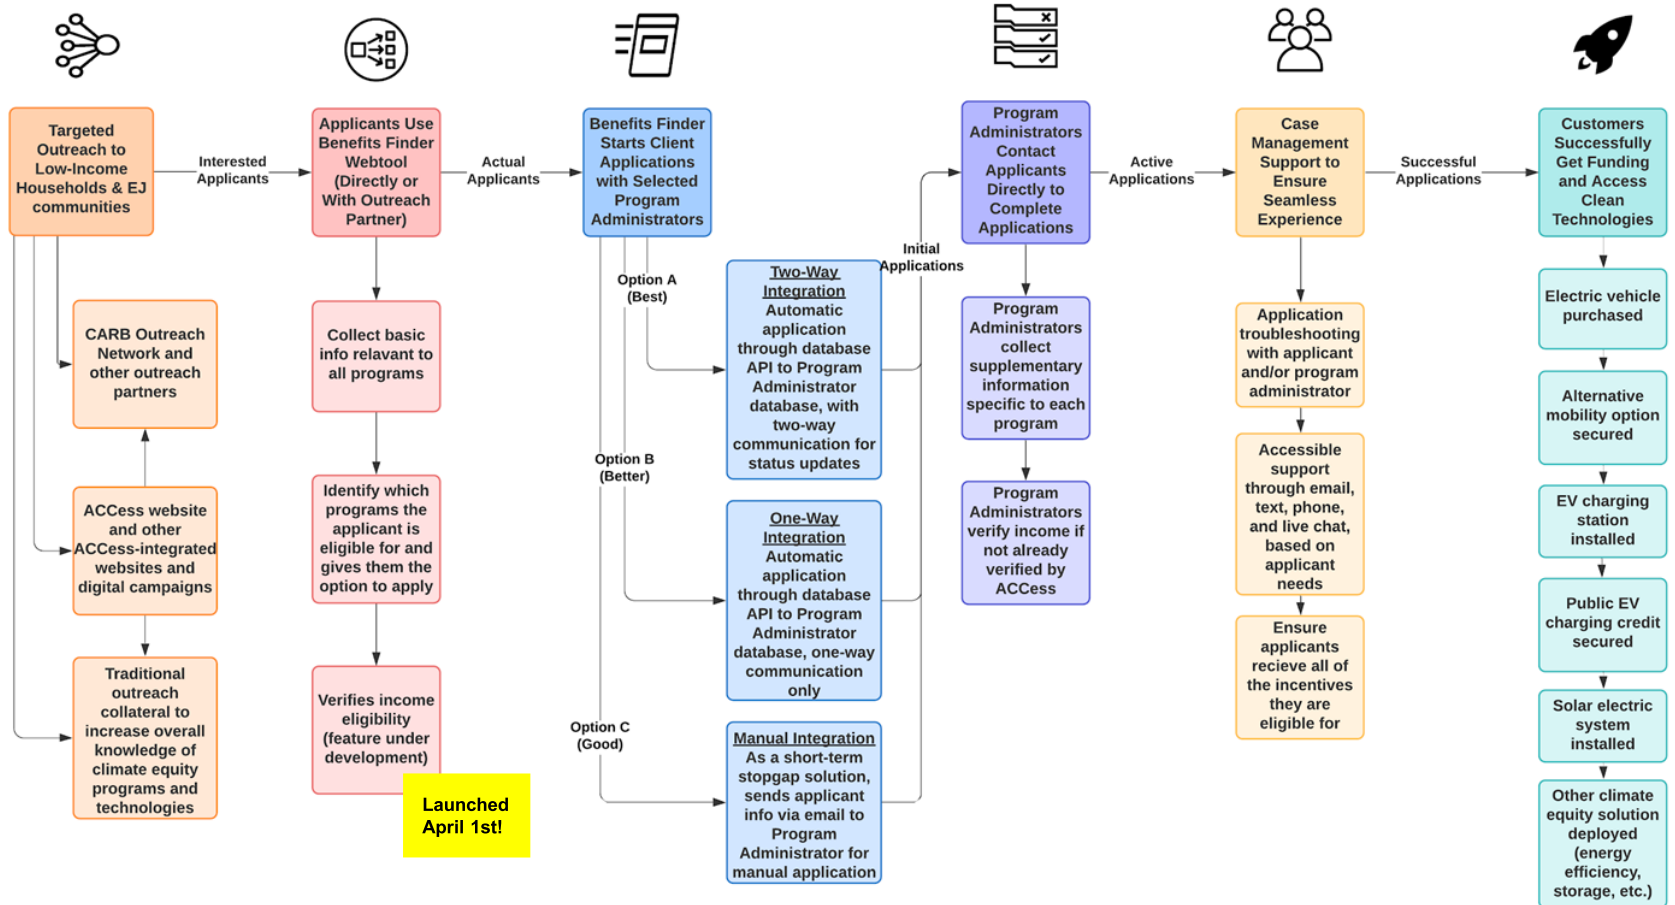 Targeted
Outreach to
Low-Income
Households & EJ
communities
Interested
Applicants
Applicants Use
Benefits Finder
Webtool
(Directly or
With Outreach
Partner)
Actual
Applicants
Benefits Finder
Starts Client
Applications
with Selected
Program
Administrators
Initial
Applications
Program
Administrators
Contact
Applicants
Directly to
Complete
Applications
Active
Applications
Case
Management
Support to
Ensure
Seamless
Experience
Successful
Applications
Customers
Successfully
Get Funding
and Access
Clean
Technologies
CARB Outreach
Network and
other outreach
partners
ACCess website
and other
ACCess-integrated
websites and
digital campaigns
Traditional
outreach
collateral to
increase overall
knowledge of
climate equity
programs and
technologies
Collect basic
info relavant to
all programs
Identify which
programs the
applicant is
eligible for and
gives them the
option to apply
Verifies income
eligibility
(feature under
development)
Launched
April 1st!
Option A
(Best)
Two-Way
Integration
Automatic
application
through database
API to Program
Administrator
database, with
two-way
communication for
status updates
Option B
(Better)
One-Way
Integration
Automatic
application
through database
API to Program
Administrator
database, one-way
communication
only
Option C
(Good)
Manual Integration
As a short-term
stopgap solution,
sends applicant
info via email to
Program
Administrator for
manual application
Program
Administrators
collect
supplementary
information
specific to each
program
Program
Administrators
verify income if
not already
verified by
ACCess
Application
troubleshooting
with applicant
and/or program
administrator
Accessible
support
through email,
text, phone,
and live chat,
based on
applicant
needs
Ensure
applicants
recieve all of
the incentives
they are
eligible for
Electric vehicle
purchased
Alternative
mobility option
secured
EV charging
station
installed
Public EV
charging credit
secured
Solar electric
system
installed
Other climate
equity solution
deployed
(energy
efficiency,
storage, etc.)